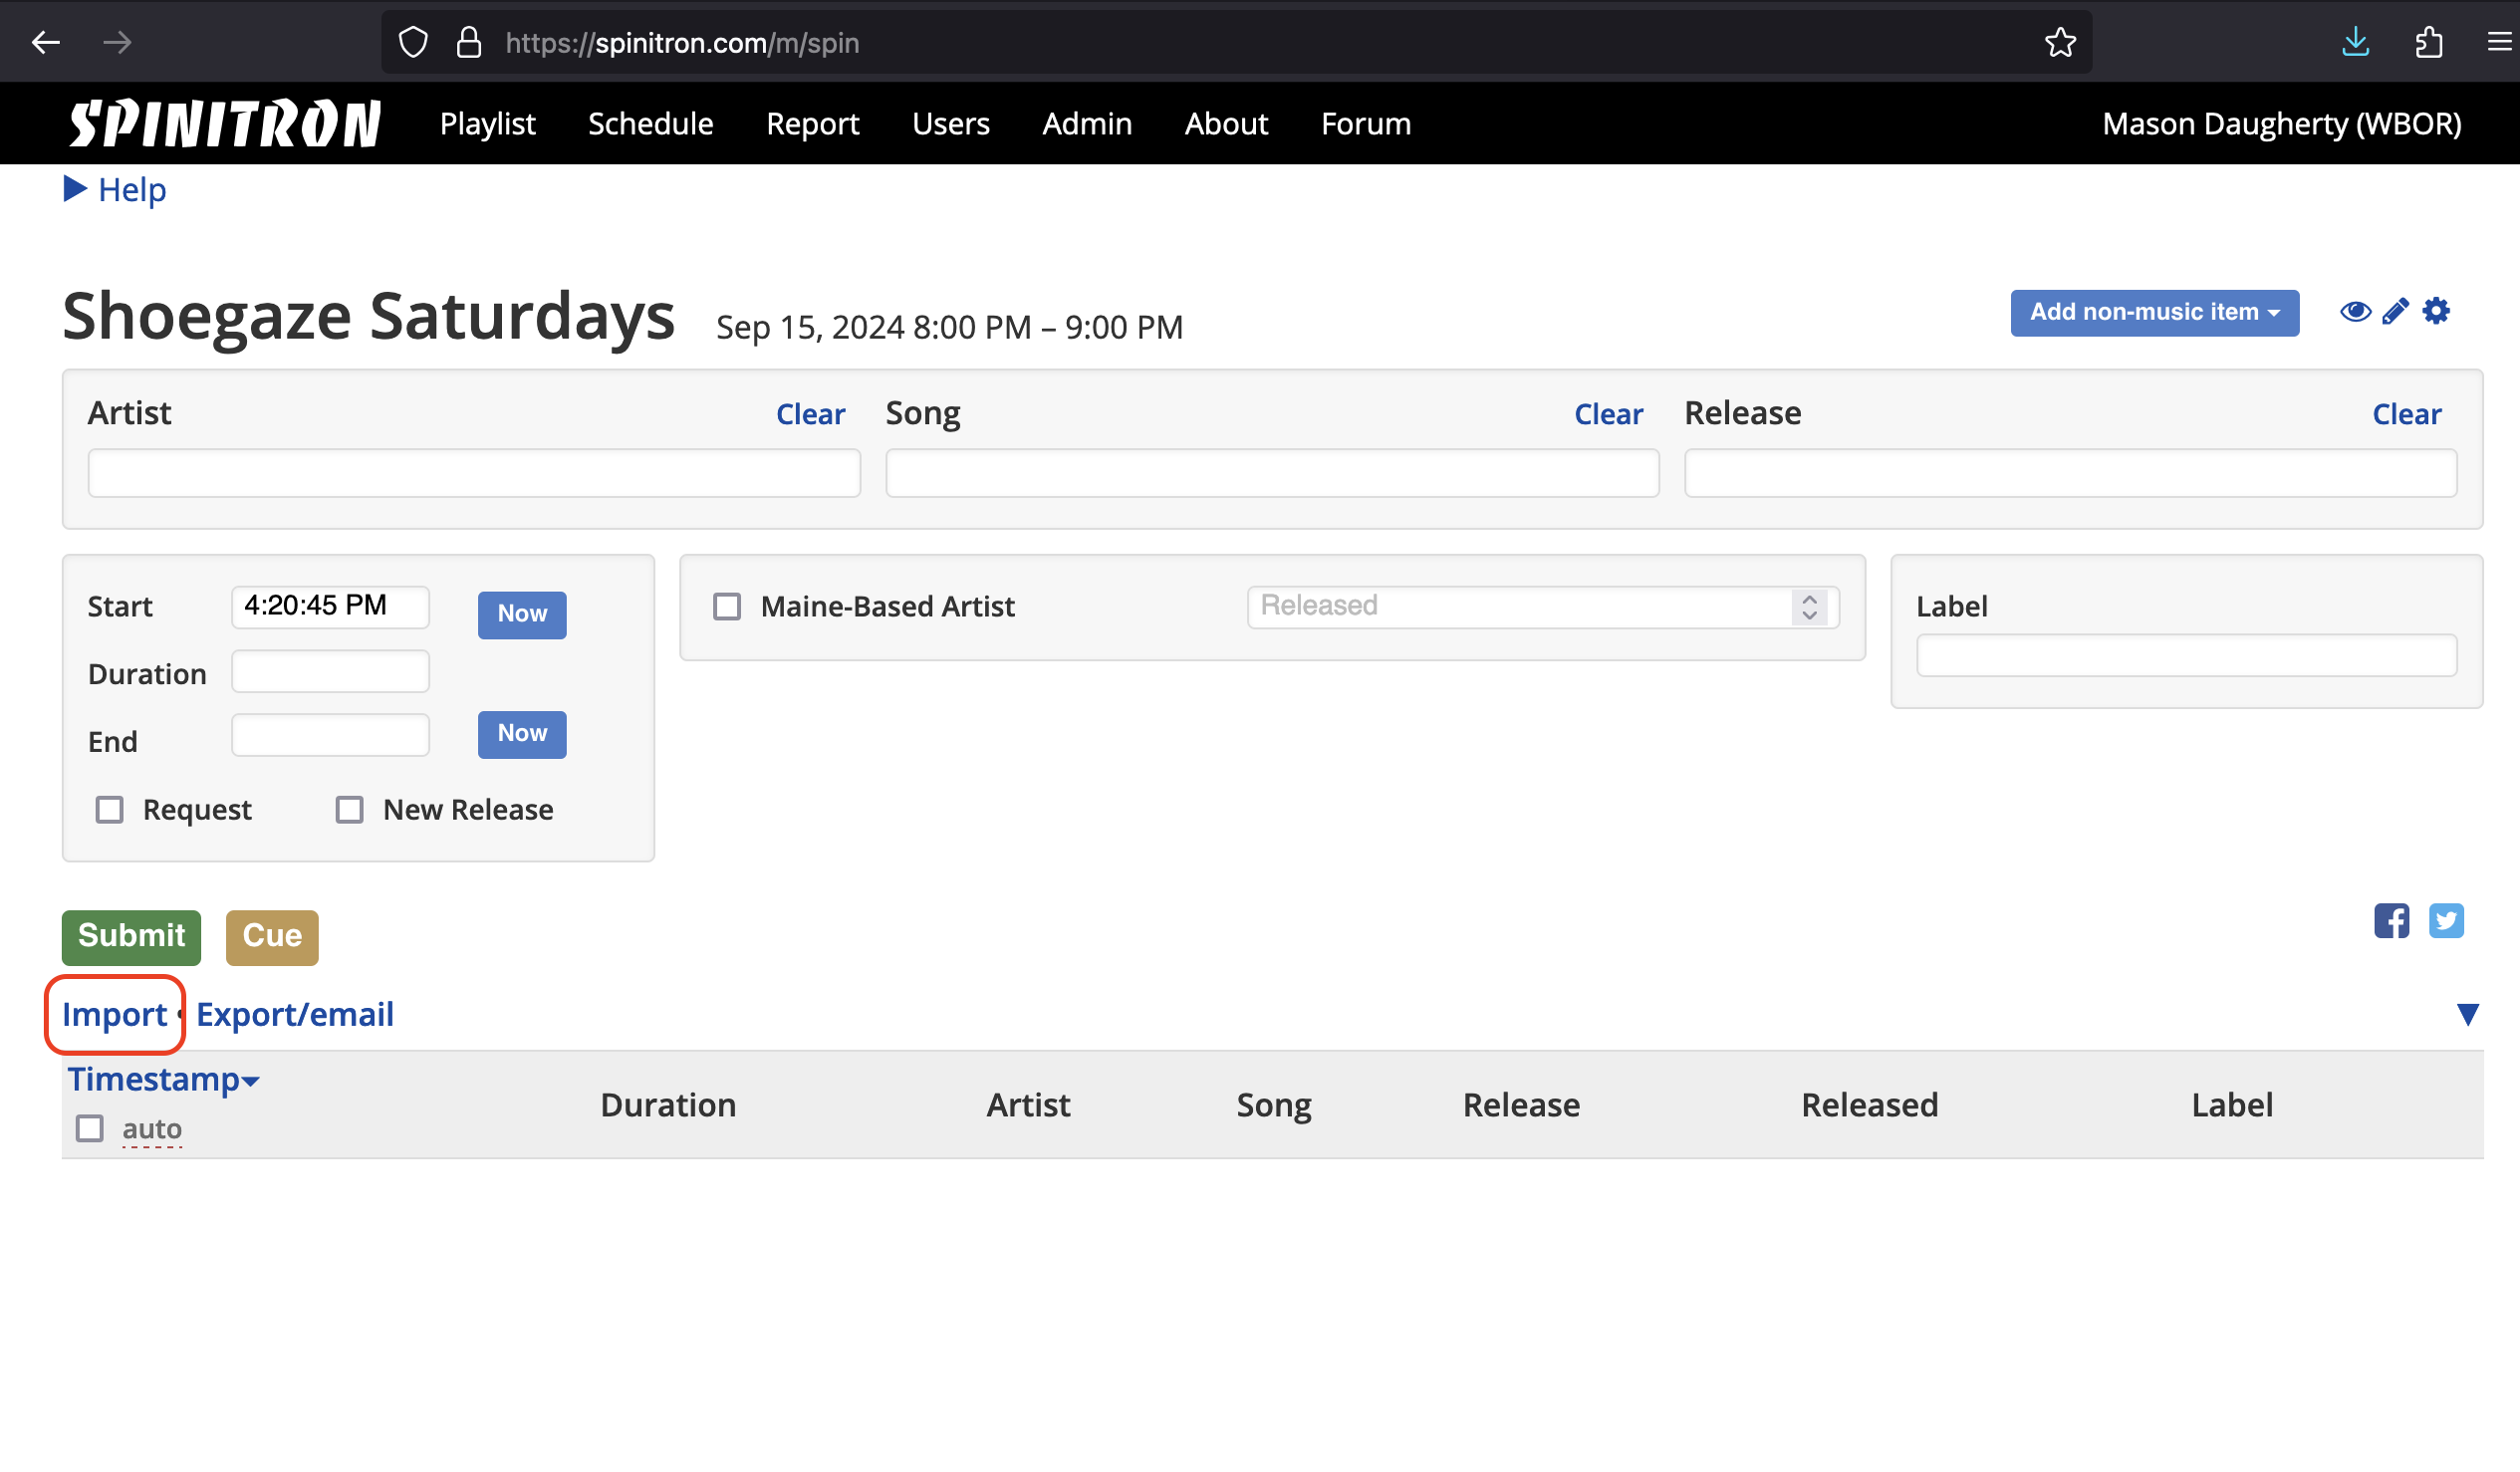 https://spinitron.com/m/spin
SPINITRON Playlist Schedule Report Users Admin About Forum Mason Daugherty (WBOR)
Help
Shoegaze Saturdays Sep 15, 2024 8:00 PM – 9:00 PM Add non-music item
Artist Clear Song Clear Release Clear
Start 4:20:45 PM Now Maine-Based Artist Released Label
Duration
End Now
Request New Release
Submit Cue
Import • Export/email
Timestamp
Duration Artist Song Release Released Label
auto